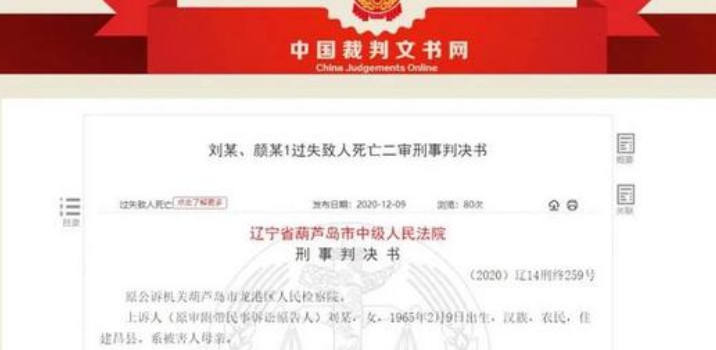 中国裁判文书网
China Judgements Online
刘某、颜某1过失致人死亡二审刑事判决书
概要
过失致人死亡 点击了解更多 发布日期：2020-12-09 浏览：80次
目录
关联
辽宁省葫芦岛市中级人民法院
刑事判决书
（2020）辽14刑终259号
原公诉机关葫芦岛市龙港区人民检察院。
上诉人（原审附带民事诉讼原告人）刘某，女，1965年2月9日出生，汉族，农民，住
建昌县，系被害人母亲。